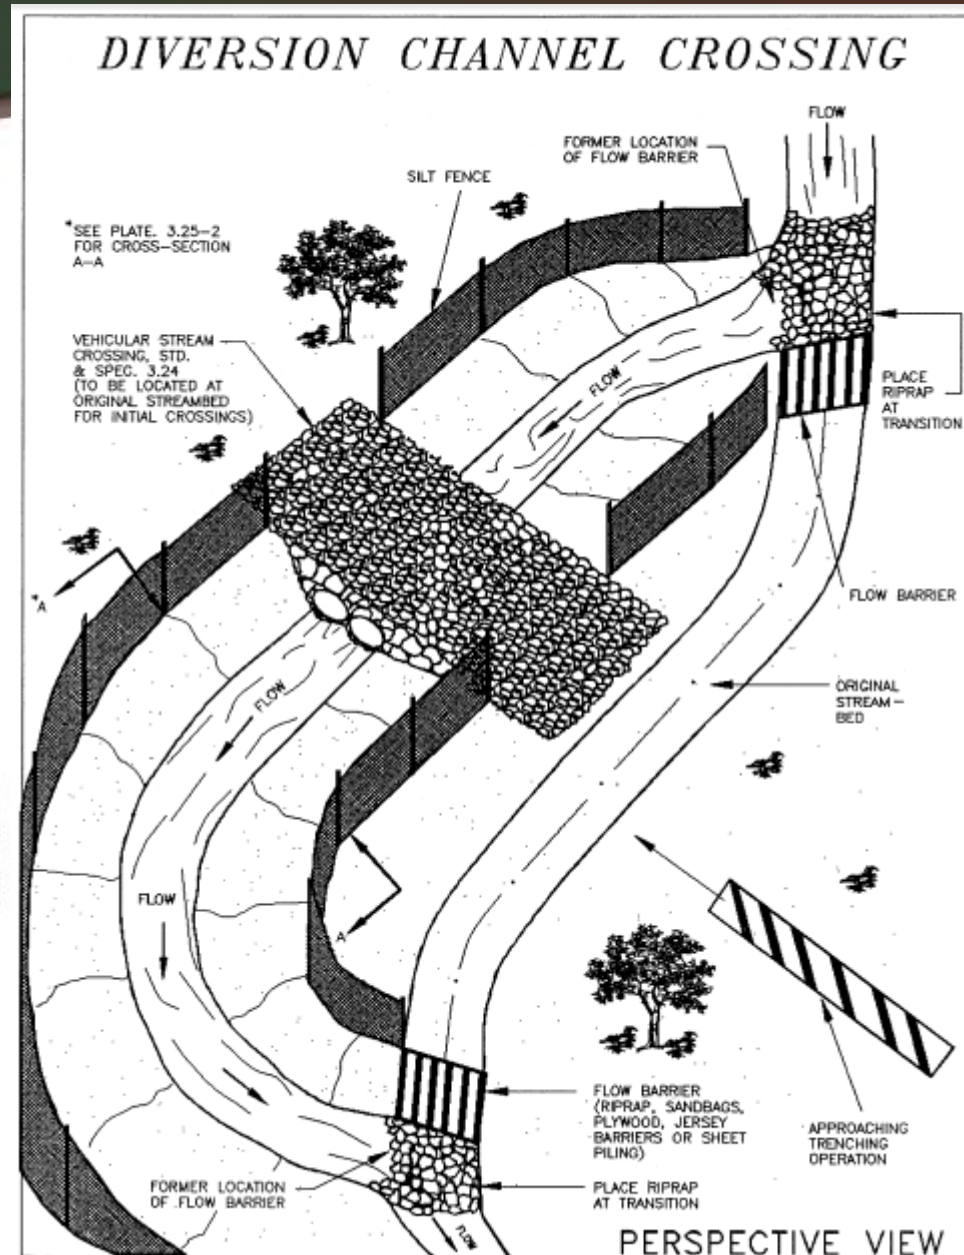 DIVERSION CHANNEL CROSSING
FLOW
FORMER LOCATION
OF FLOW BARRIER
SILT FENCE
*SEE PLATE. 3.25-2
FOR CROSS-SECTION
A-A
VEHICULAR STREAM
CROSSING, STD.
& SPEC. 3.24
(TO BE LOCATED AT
ORIGINAL STREAMBED
FOR INITIAL CROSSINGS)
FLOW
PLACE
RIPRAP
AT
TRANSITION
*A
FLOW BARRIER
FLOW
ORIGINAL
STREAM-
BED
FLOW
A
FLOW BARRIER
(RIPRAP, SANDBAGS,
PLYWOOD, JERSEY
BARRIERS OR SHEET
PILING)
APPROACHING
TRENCHING
OPERATION
FORMER LOCATION
OF FLOW BARRIER
PLACE RIPRAP
AT TRANSITION
FLOW
PERSPECTIVE VIEW